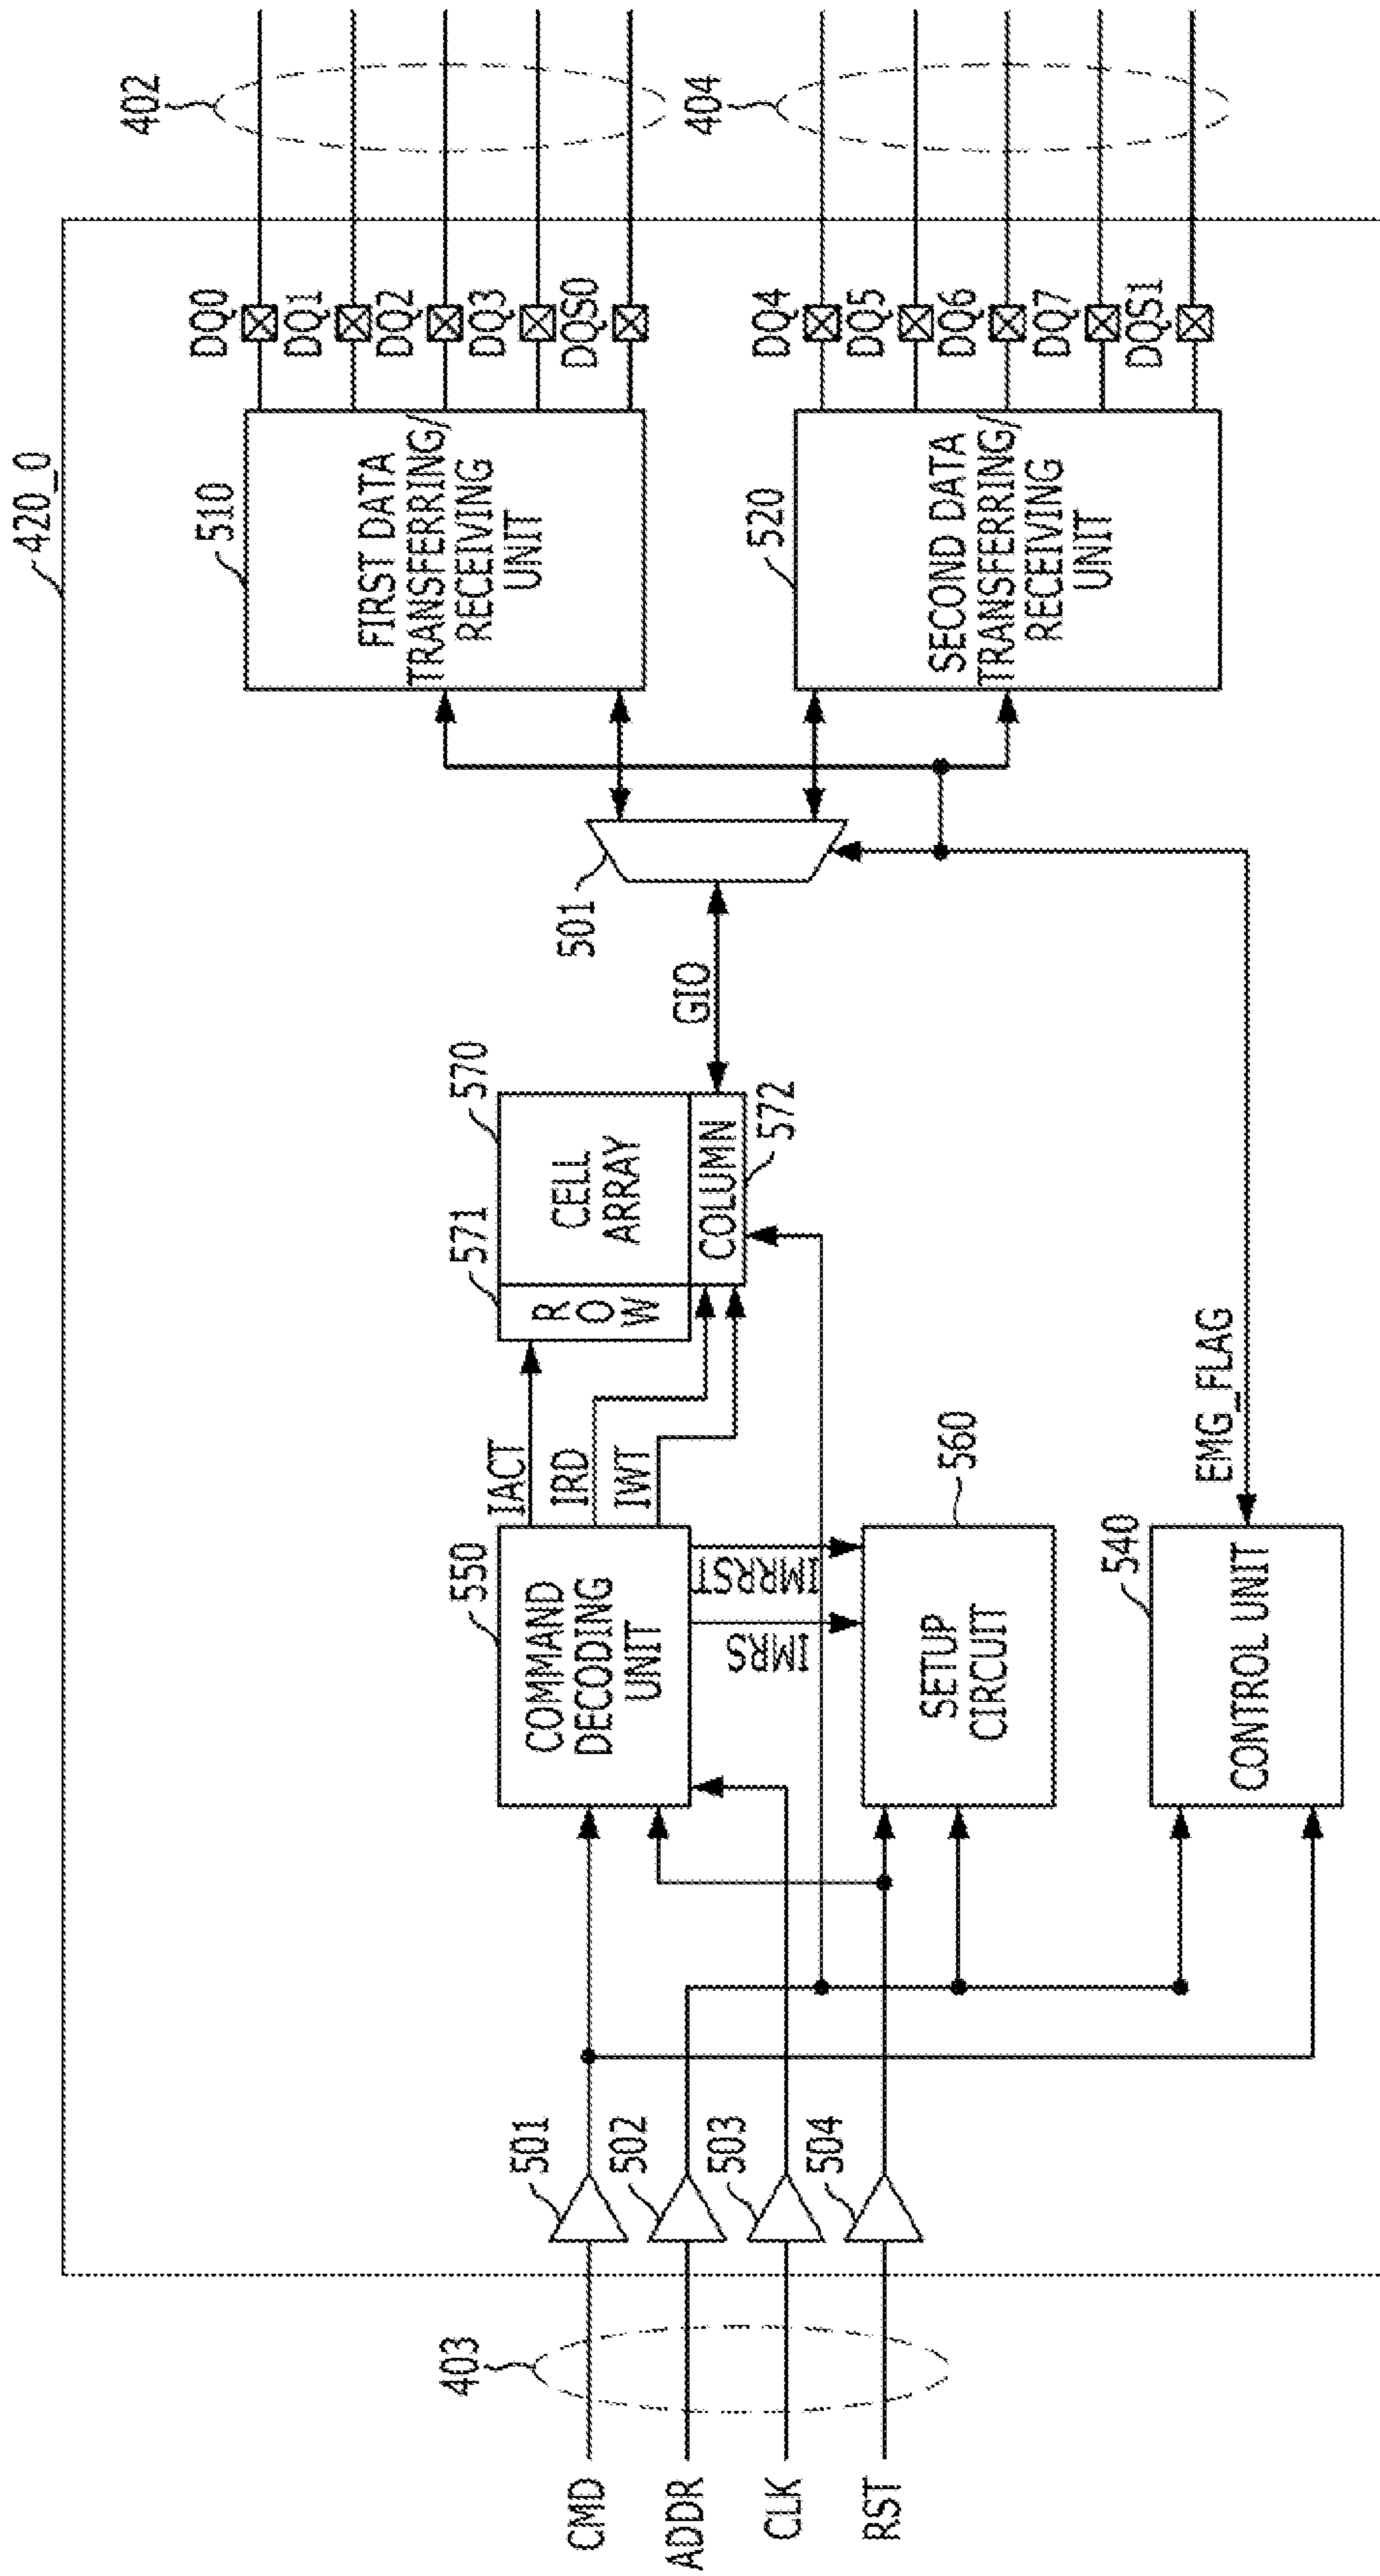 420_0
402
404
DQ0
DQ1
DQ2
DQ3
DQS0
DQ4
DQ5
DQ6
DQ7
DQS1
510
FIRST DATA
TRANSFERRING/
RECEIVING
UNIT
520
SECOND DATA
TRANSFERRING/
RECEIVING
UNIT
501
GIO
570
571
CELL
ARRAY
ROW
COLUMN
572
IACT
IRD
IWT
550
COMMAND
DECODING
UNIT
IMRS
IMRRST
560
SETUP
CIRCUIT
EMG_FLAG
540
CONTROL UNIT
501
502
503
504
403
CMD
ADDR
CLK
RST